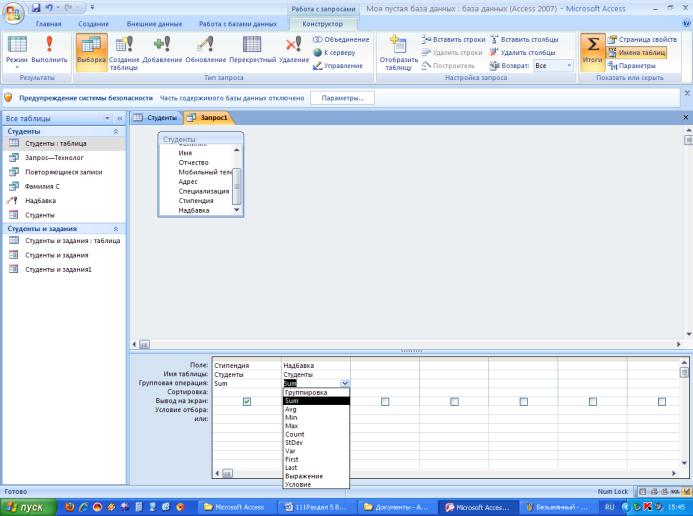 Работа с запросами
Моя пустая база данных : база данных (Access 2007) - Microsoft Access
Главная Создание Внешние данные Работа с базами данных Конструктор
Режим Выполнить
Выборка Создание таблицы Добавление Обновление Перекрестный Удаление
Объединение
К серверу
Управление
Отобразить таблицу
Вставить строки
Удалить строки
Построитель
Вставить столбцы
Удалить столбцы
Возврат: Все
Итоги
Страница свойств
Имена таблиц
Параметры
Результаты Тип запроса Настройка запроса Показать или скрыть
Предупреждение системы безопасности Часть содержимого базы данных отключено Параметры...
Все таблицы
Студенты
Студенты : таблица
Запрос—Технолог
Повторяющиеся записи
Фамилия С
Надбавка
Студенты
Студенты и задания
Студенты и задания : таблица
Студенты и задания
Студенты и задания1
Студенты Запрос1
Студенты
Имя
Отчество
Мобильный теле
Адрес
Специализация
Стипендия
Надбавка
Поле: Стипендия Надбавка
Имя таблицы: Студенты Студенты
Групповая операция: Sum Sum
Сортировка:
Вывод на экран:
Условие отбора:
или:
Группировка
Sum
Avg
Min
Max
Count
StDev
Var
First
Last
Выражение
Условие
Готово Num Lock
SQL
пуск
Microsoft Access
111Раздел 5 В...
Документы - A...
Microsoft Acces...
Безымянный - ...
RU
15:45